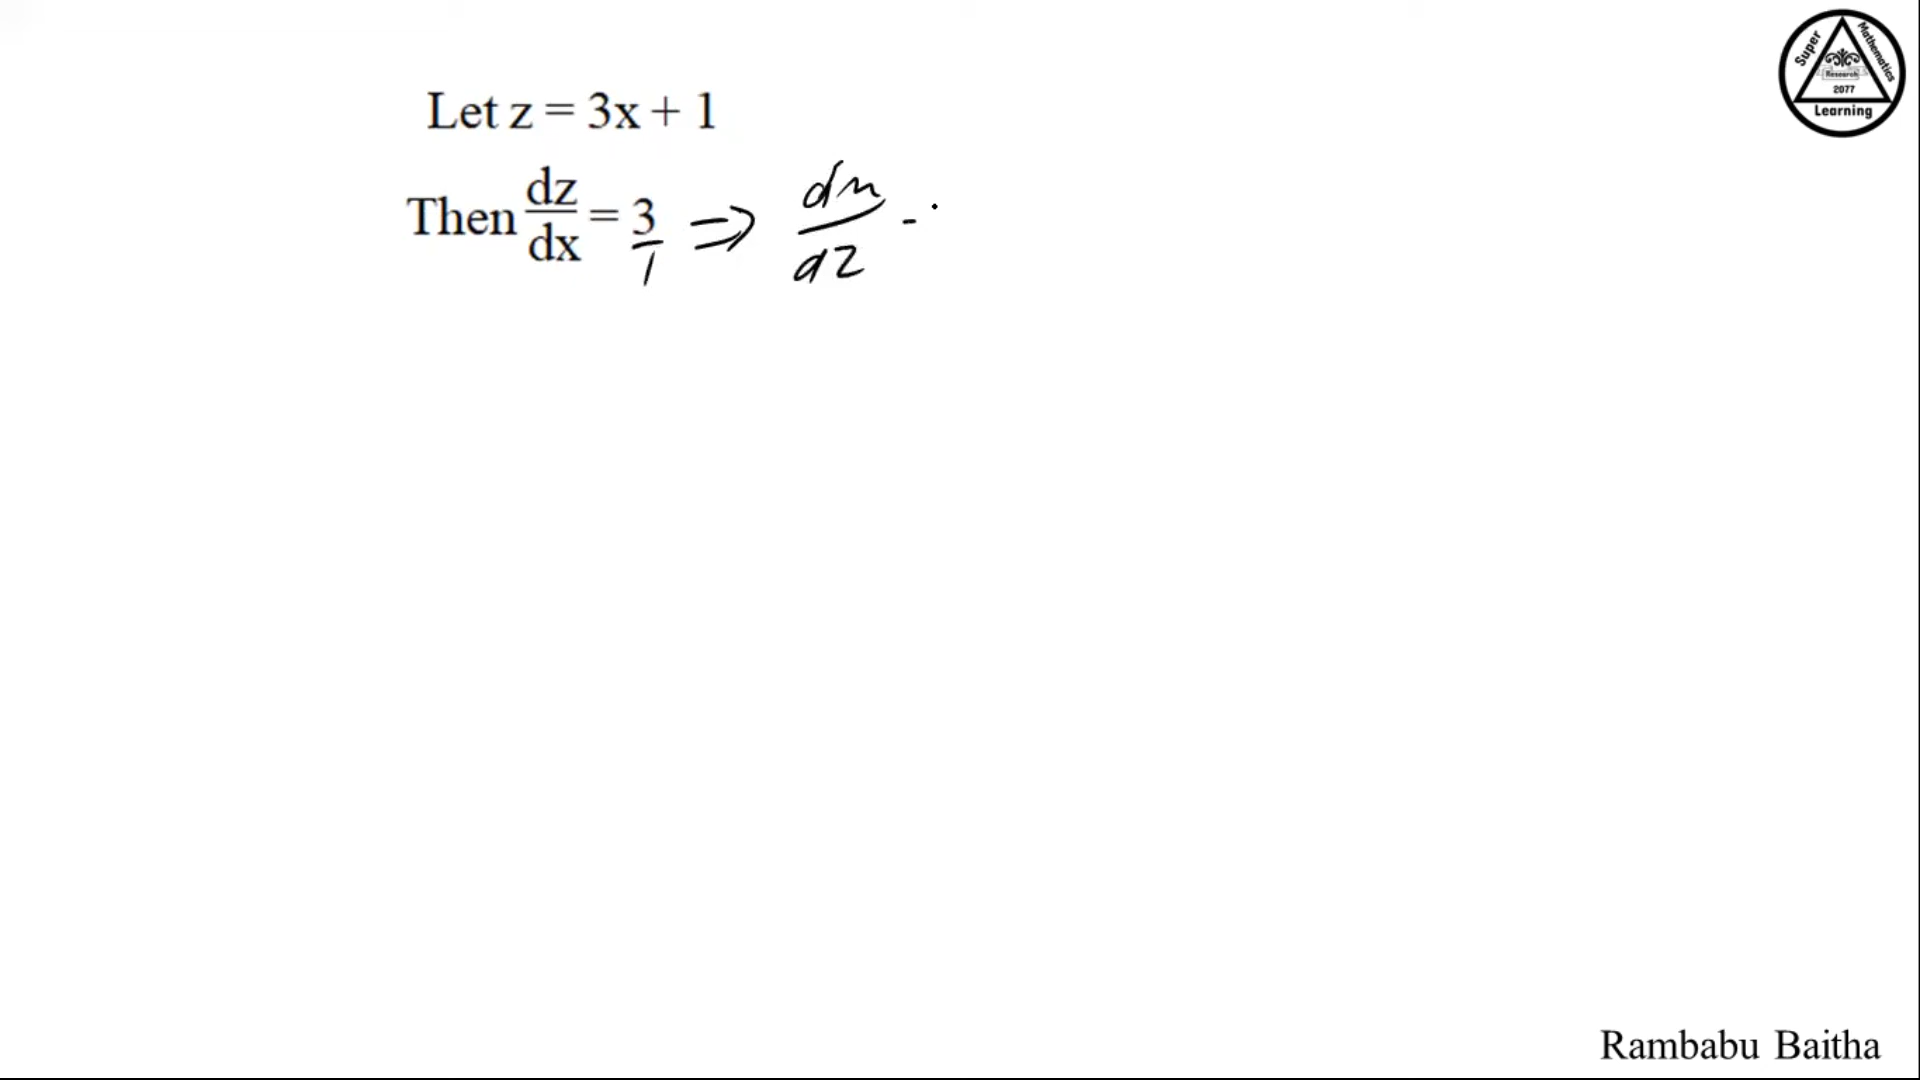 Super Mathematics
Research
2077
Learning
Let z = 3x + 1
Then dz/dx = 3/1 ⇒ dx/dz -
Rambabu Baitha